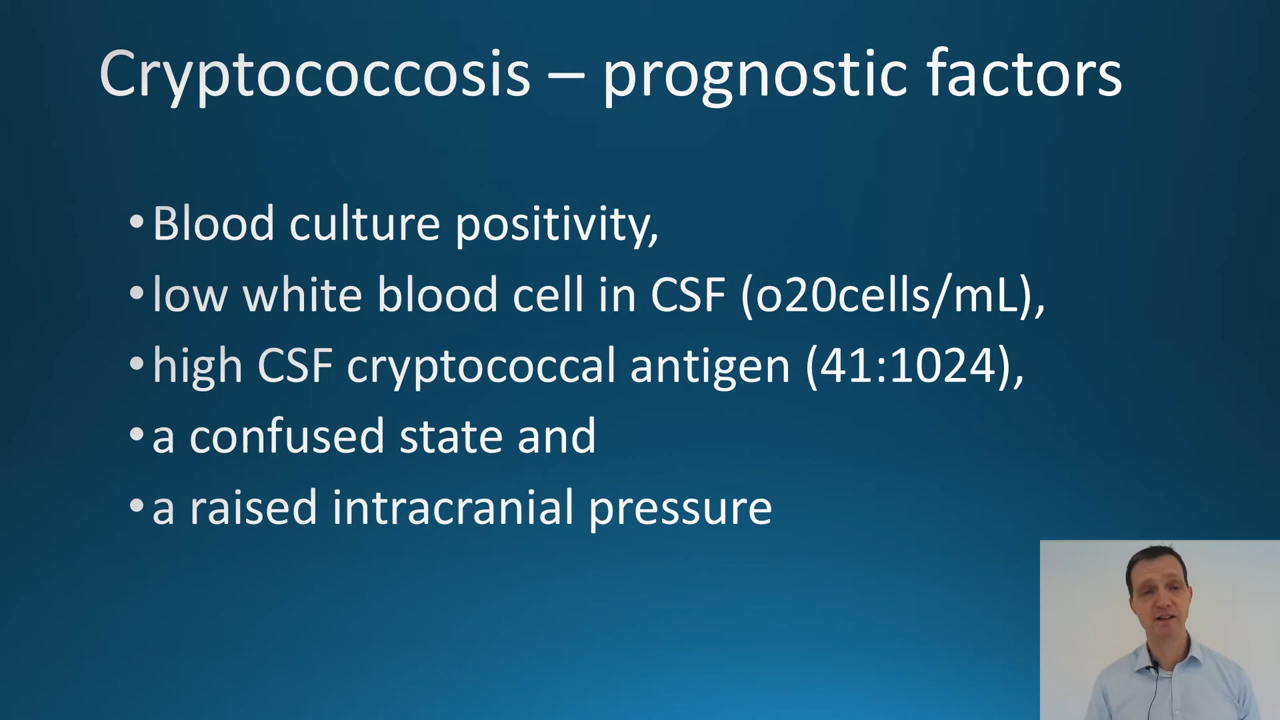 Cryptococcosis – prognostic factors
•Blood culture positivity,
•low white blood cell in CSF (o20cells/mL),
•high CSF cryptococcal antigen (41:1024),
•a confused state and
•a raised intracranial pressure